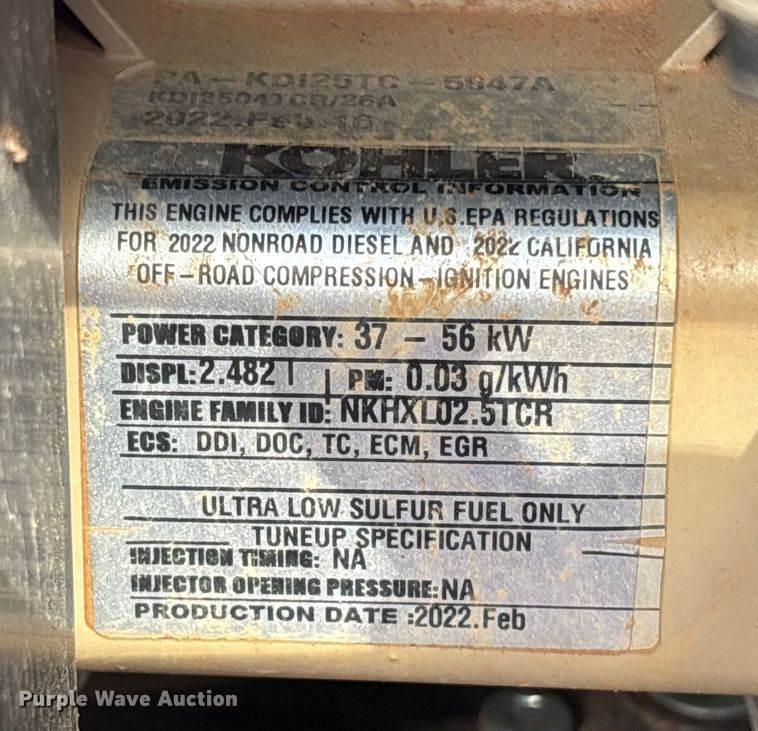 PA-KDI25TC-5647A
2022.Feb.16
KOHLER
EMISSION CONTROL INFORMATION
THIS ENGINE COMPLIES WITH U.S.EPA REGULATIONS
FOR 2022 NONROAD DIESEL AND 2022 CALIFORNIA
OFF-ROAD COMPRESSION-IGNITION ENGINES
POWER CATEGORY: 37 - 56 kW
DISPL: 2.482 l PM: 0.03 g/kWh
ENGINE FAMILY ID: NKHXL02.5TCR
ECS: DDI, DOC, TC, ECM, EGR
ULTRA LOW SULFUR FUEL ONLY
TUNEUP SPECIFICATION
INJECTION TIMING: NA
INJECTOR OPENING PRESSURE: NA
PRODUCTION DATE :2022.Feb
Purple Wave Auction